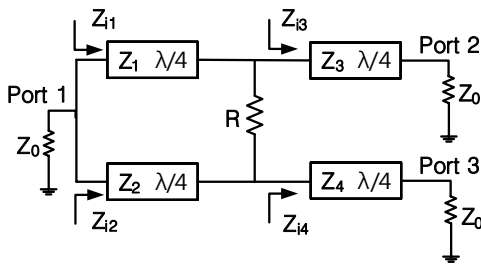 Z_{i1}
Z_{i3}
Z_1 λ/4
Z_3 λ/4
Port 2
Port 1
Z_0
R
Z_0
Port 3
Z_2 λ/4
Z_4 λ/4
Z_{i2}
Z_{i4}
Z_0